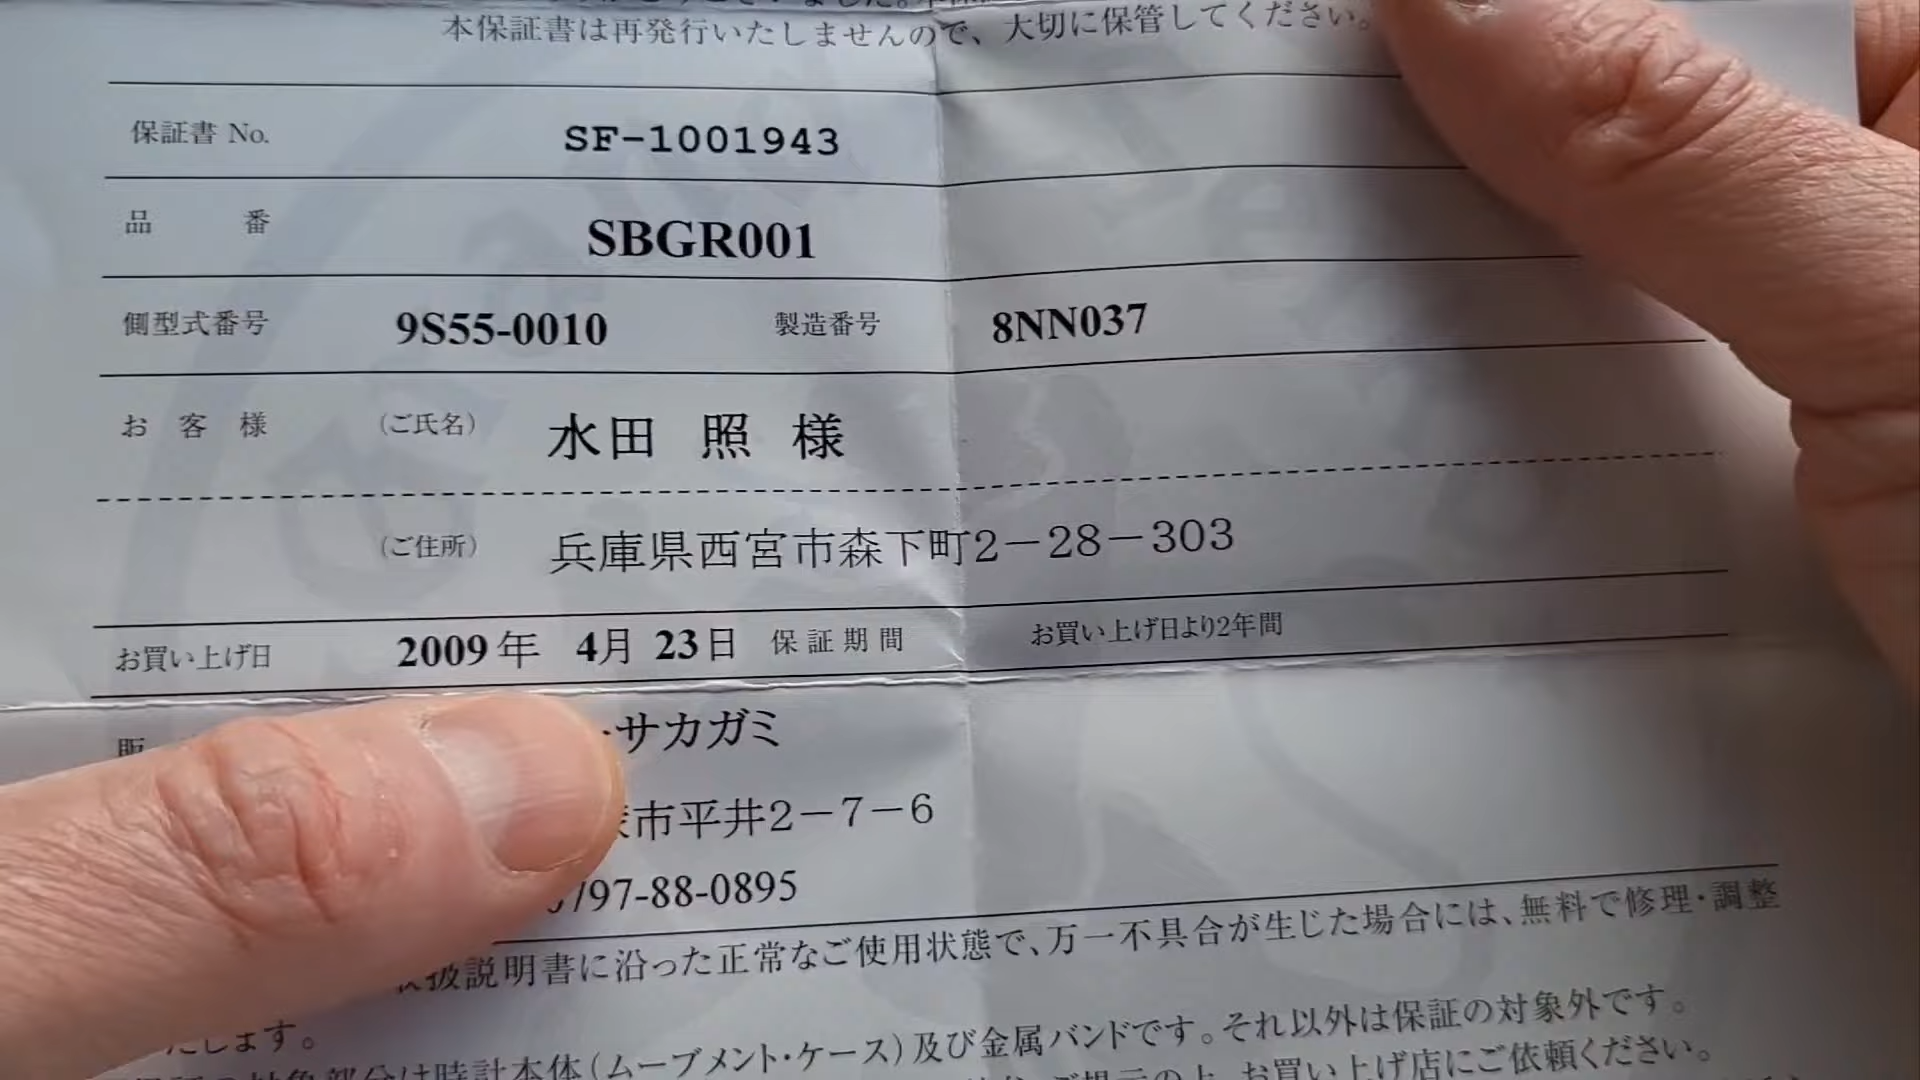 本保証書は再発行いたしませんので、大切に保管してください。
保証書 No. SF-1001943
品 番 SBGR001
側型式番号 9S55-0010 製造番号 8NN037
お 客 様 (ご氏名) 水田 照 様
(ご住所) 兵庫県西宮市森下町2-28-303
お買い上げ日 2009年 4月 23日 保証期間 お買い上げ日より2年間
サカガミ
市平井2-7-6
797-88-0895
扱説明書に沿った正常なご使用状態で、万一不具合が生じた場合には、無料で修理・調整
たします。
時計本体(ムーブメント・ケース)及び金属バンドです。それ以外は保証の対象外です。
お買い上げ店にご依頼ください。